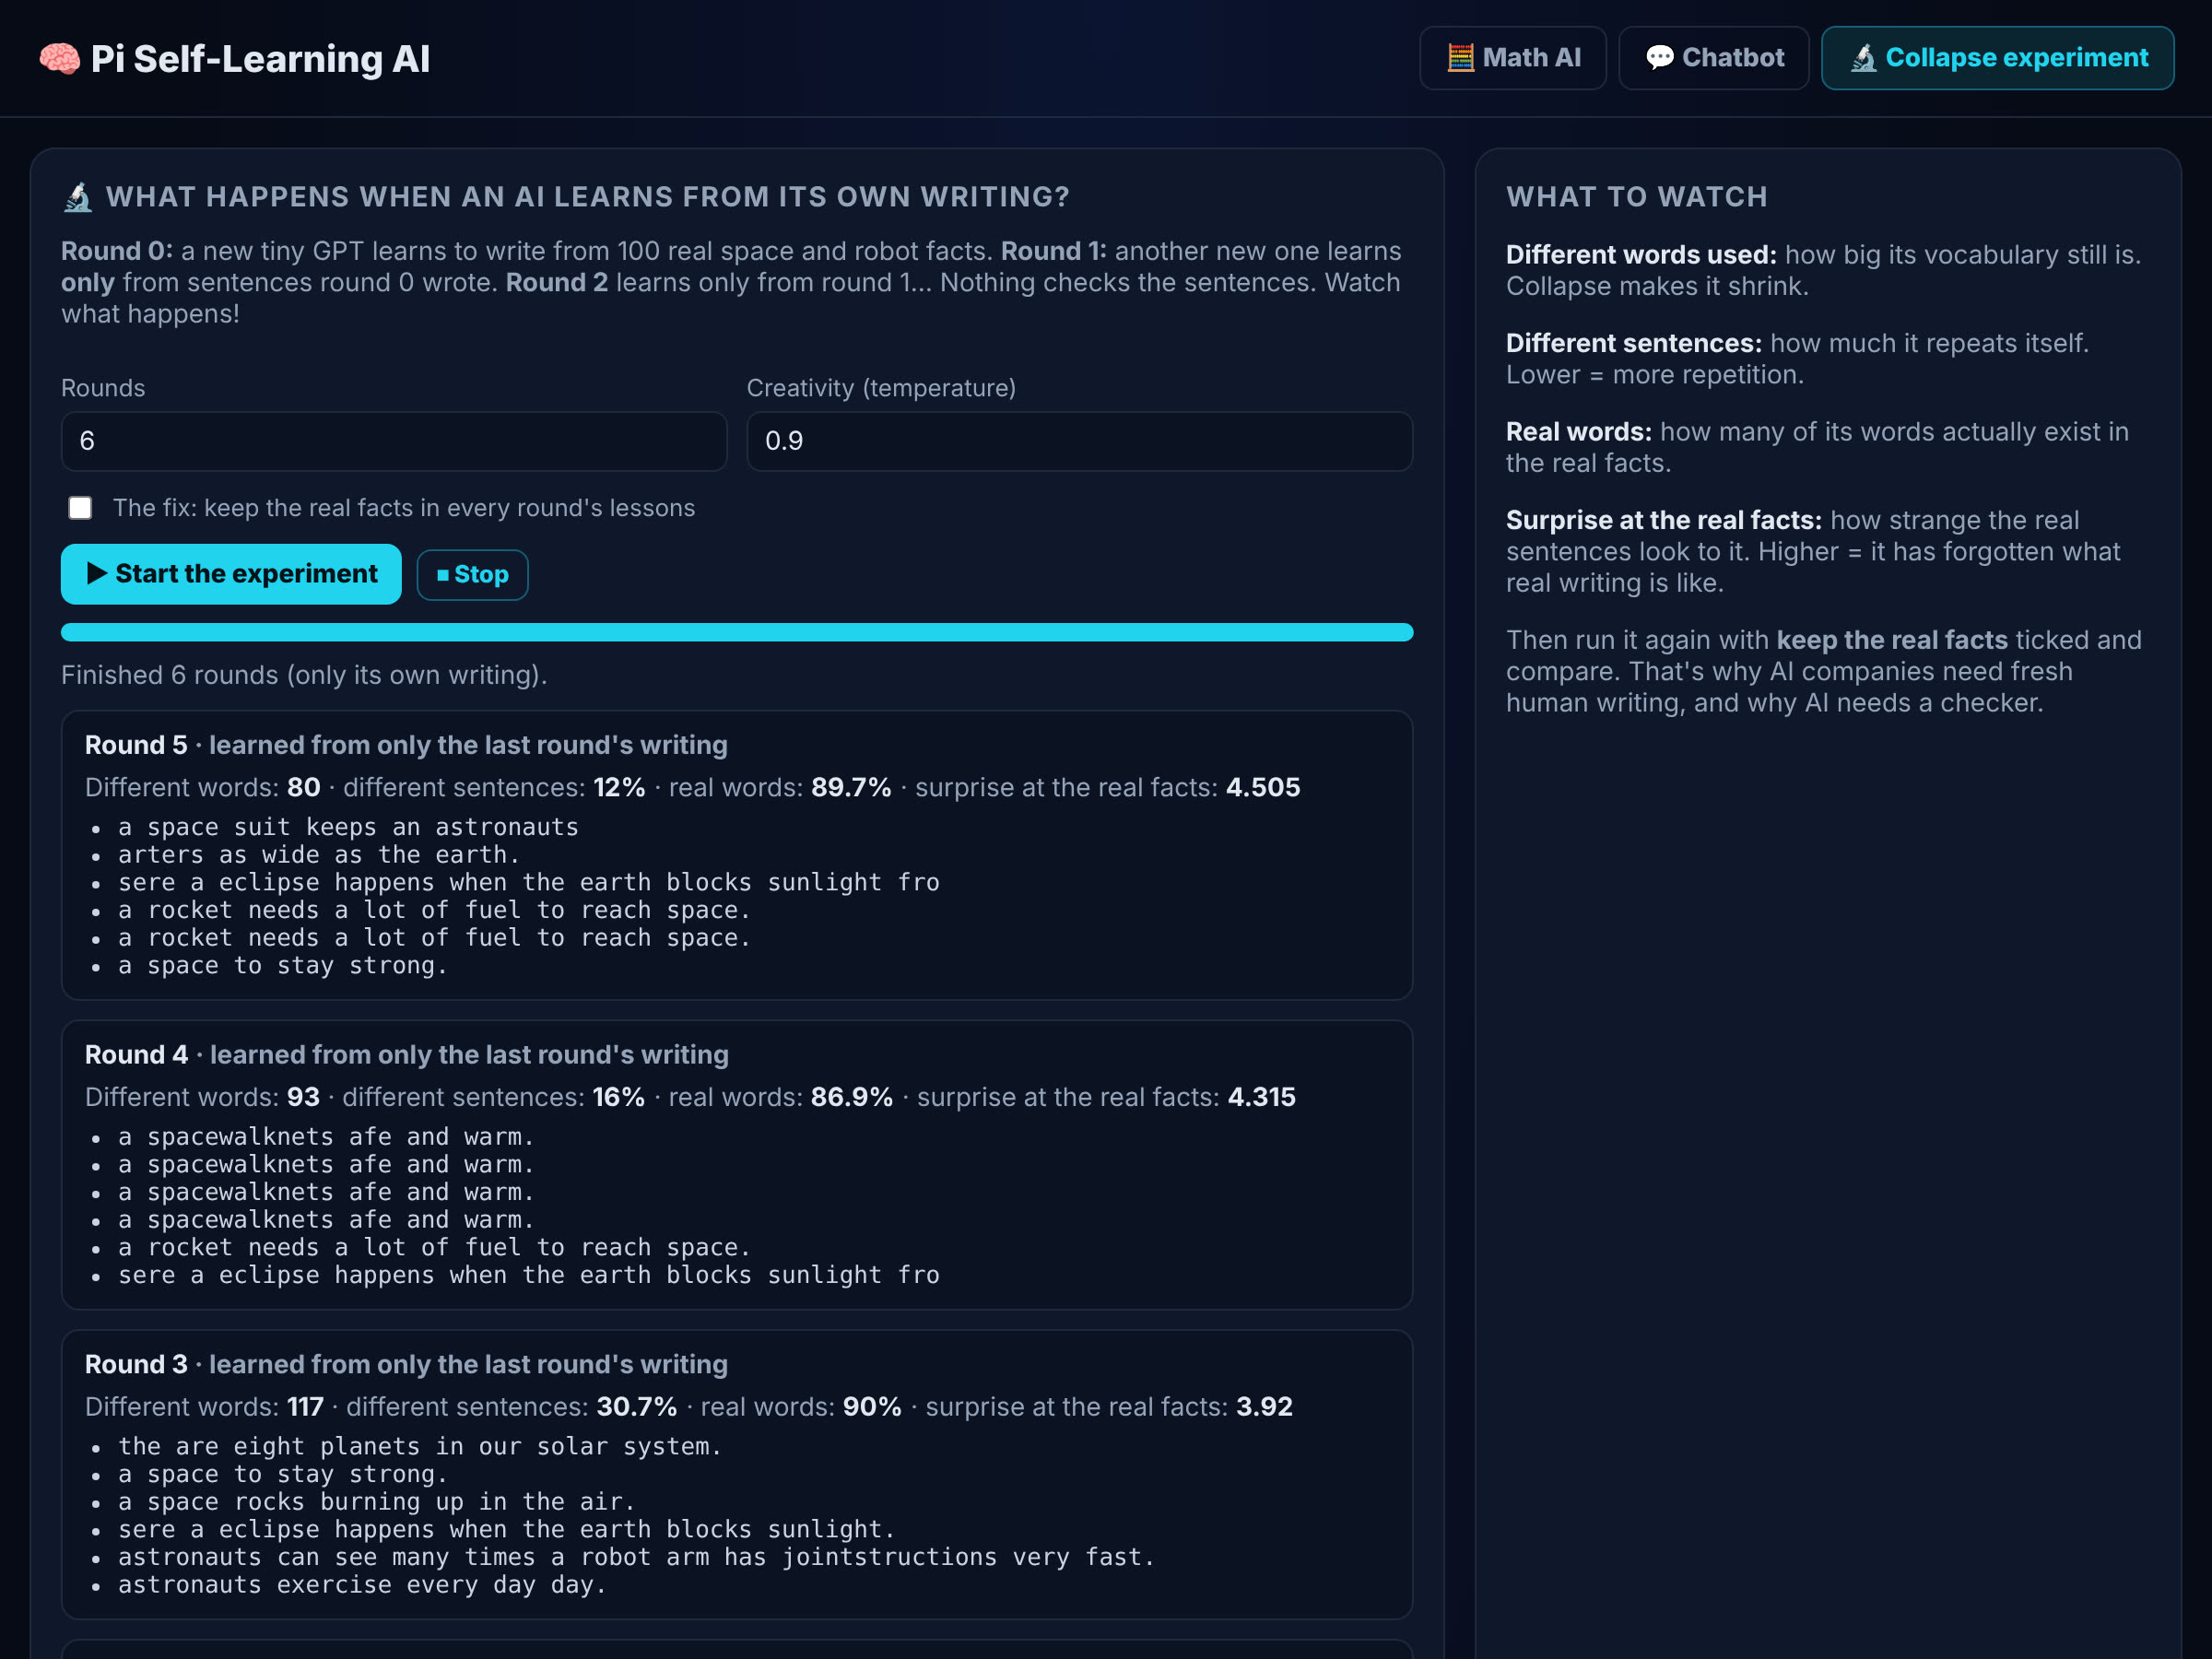 🧠 Pi Self-Learning AI
🧮 Math AI
💬 Chatbot
🔬 Collapse experiment
🔬 WHAT HAPPENS WHEN AN AI LEARNS FROM ITS OWN WRITING?
Round 0: a new tiny GPT learns to write from 100 real space and robot facts. Round 1: another new one learns
only from sentences round 0 wrote. Round 2 learns only from round 1... Nothing checks the sentences. Watch
what happens!
Rounds
Creativity (temperature)
6
0.9
The fix: keep the real facts in every round's lessons
▶ Start the experiment
■ Stop
Finished 6 rounds (only its own writing).
Round 5 · learned from only the last round's writing
Different words: 80 · different sentences: 12% · real words: 89.7% · surprise at the real facts: 4.505
• a space suit keeps an astronauts
• arters as wide as the earth.
• sere a eclipse happens when the earth blocks sunlight fro
• a rocket needs a lot of fuel to reach space.
• a rocket needs a lot of fuel to reach space.
• a space to stay strong.
Round 4 · learned from only the last round's writing
Different words: 93 · different sentences: 16% · real words: 86.9% · surprise at the real facts: 4.315
• a spacewalknets afe and warm.
• a spacewalknets afe and warm.
• a spacewalknets afe and warm.
• a spacewalknets afe and warm.
• a rocket needs a lot of fuel to reach space.
• sere a eclipse happens when the earth blocks sunlight fro
Round 3 · learned from only the last round's writing
Different words: 117 · different sentences: 30.7% · real words: 90% · surprise at the real facts: 3.92
• the are eight planets in our solar system.
• a space to stay strong.
• a space rocks burning up in the air.
• sere a eclipse happens when the earth blocks sunlight.
• astronauts can see many times a robot arm has jointstructions very fast.
• astronauts exercise every day day.
WHAT TO WATCH
Different words used: how big its vocabulary still is.
Collapse makes it shrink.
Different sentences: how much it repeats itself.
Lower = more repetition.
Real words: how many of its words actually exist in
the real facts.
Surprise at the real facts: how strange the real
sentences look to it. Higher = it has forgotten what
real writing is like.
Then run it again with keep the real facts ticked and
compare. That's why AI companies need fresh
human writing, and why AI needs a checker.